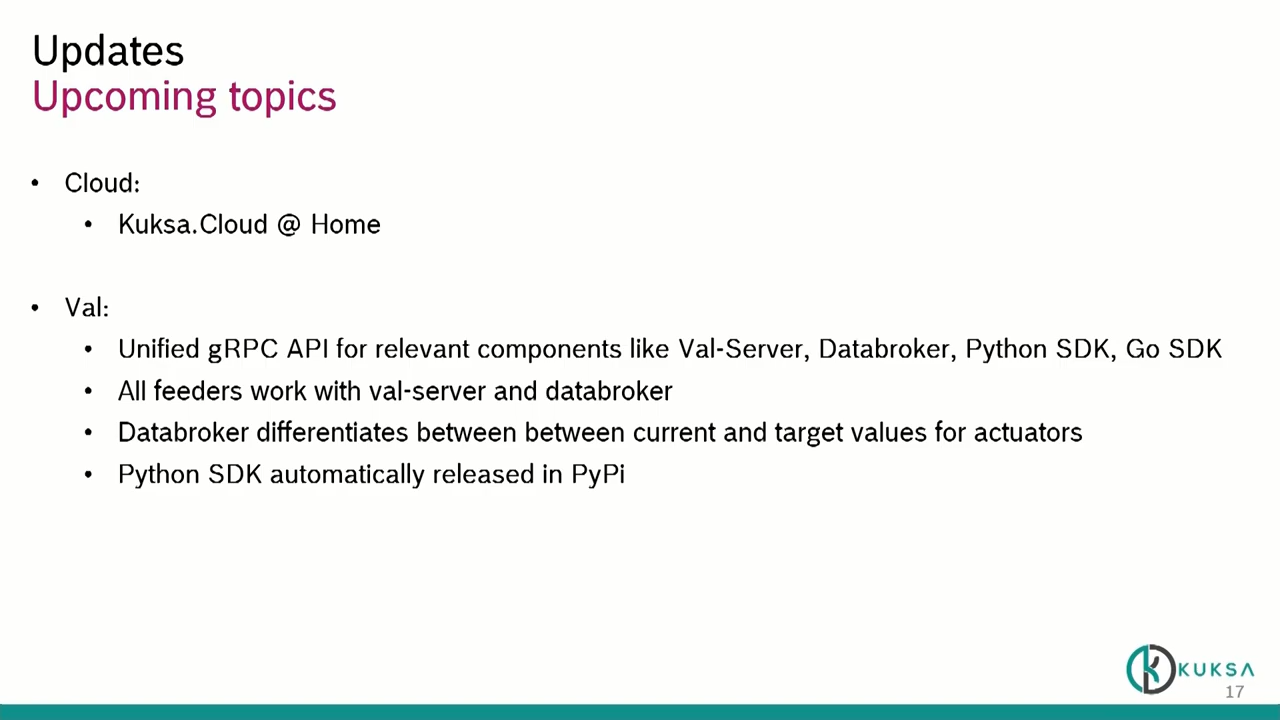 Updates
Upcoming topics
• Cloud:
• Kuksa.Cloud @ Home
• Val:
• Unified gRPC API for relevant components like Val-Server, Databroker, Python SDK, Go SDK
• All feeders work with val-server and databroker
• Databroker differentiates between between current and target values for actuators
• Python SDK automatically released in PyPi
KUKSA
17